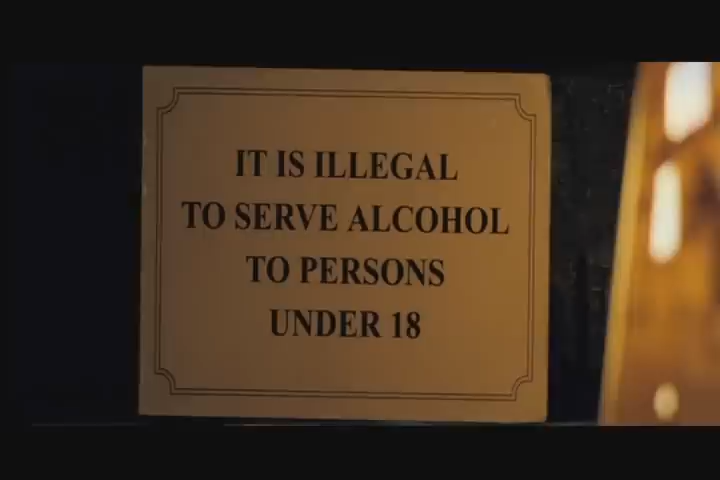 IT IS ILLEGAL
TO SERVE ALCOHOL
TO PERSONS
UNDER 18